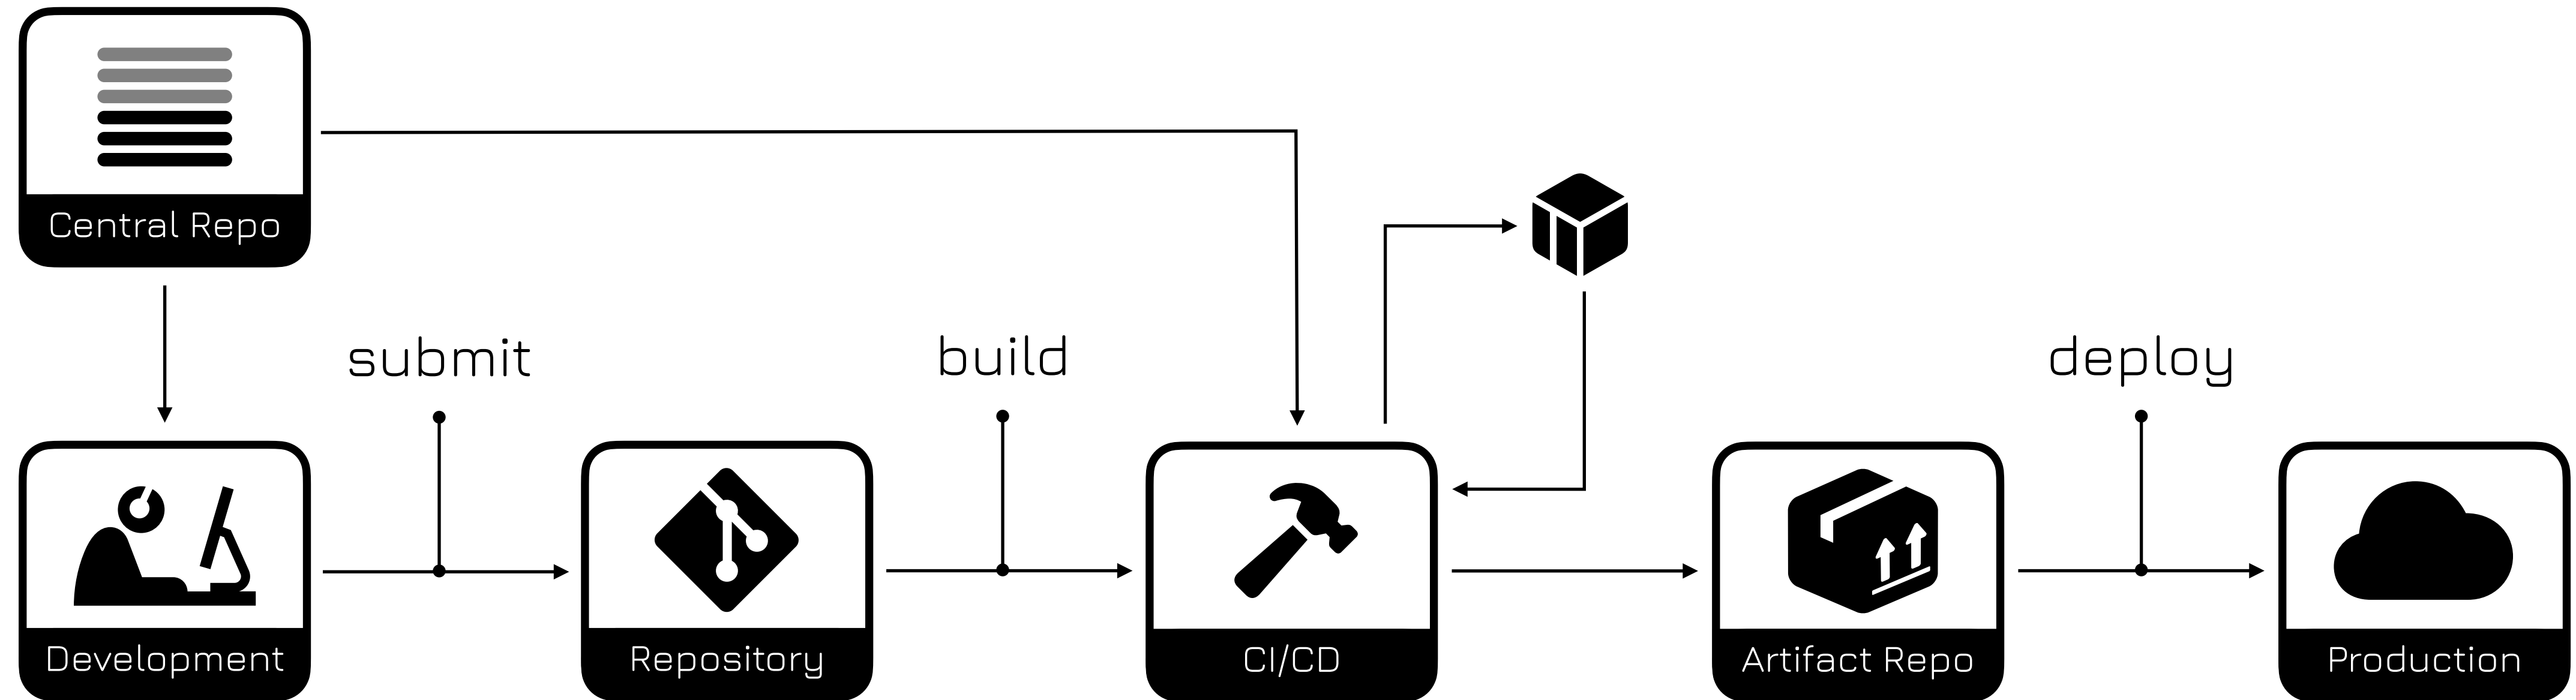 Central Repo
submit
build
deploy
Development
Repository
CI/CD
Artifact Repo
Production